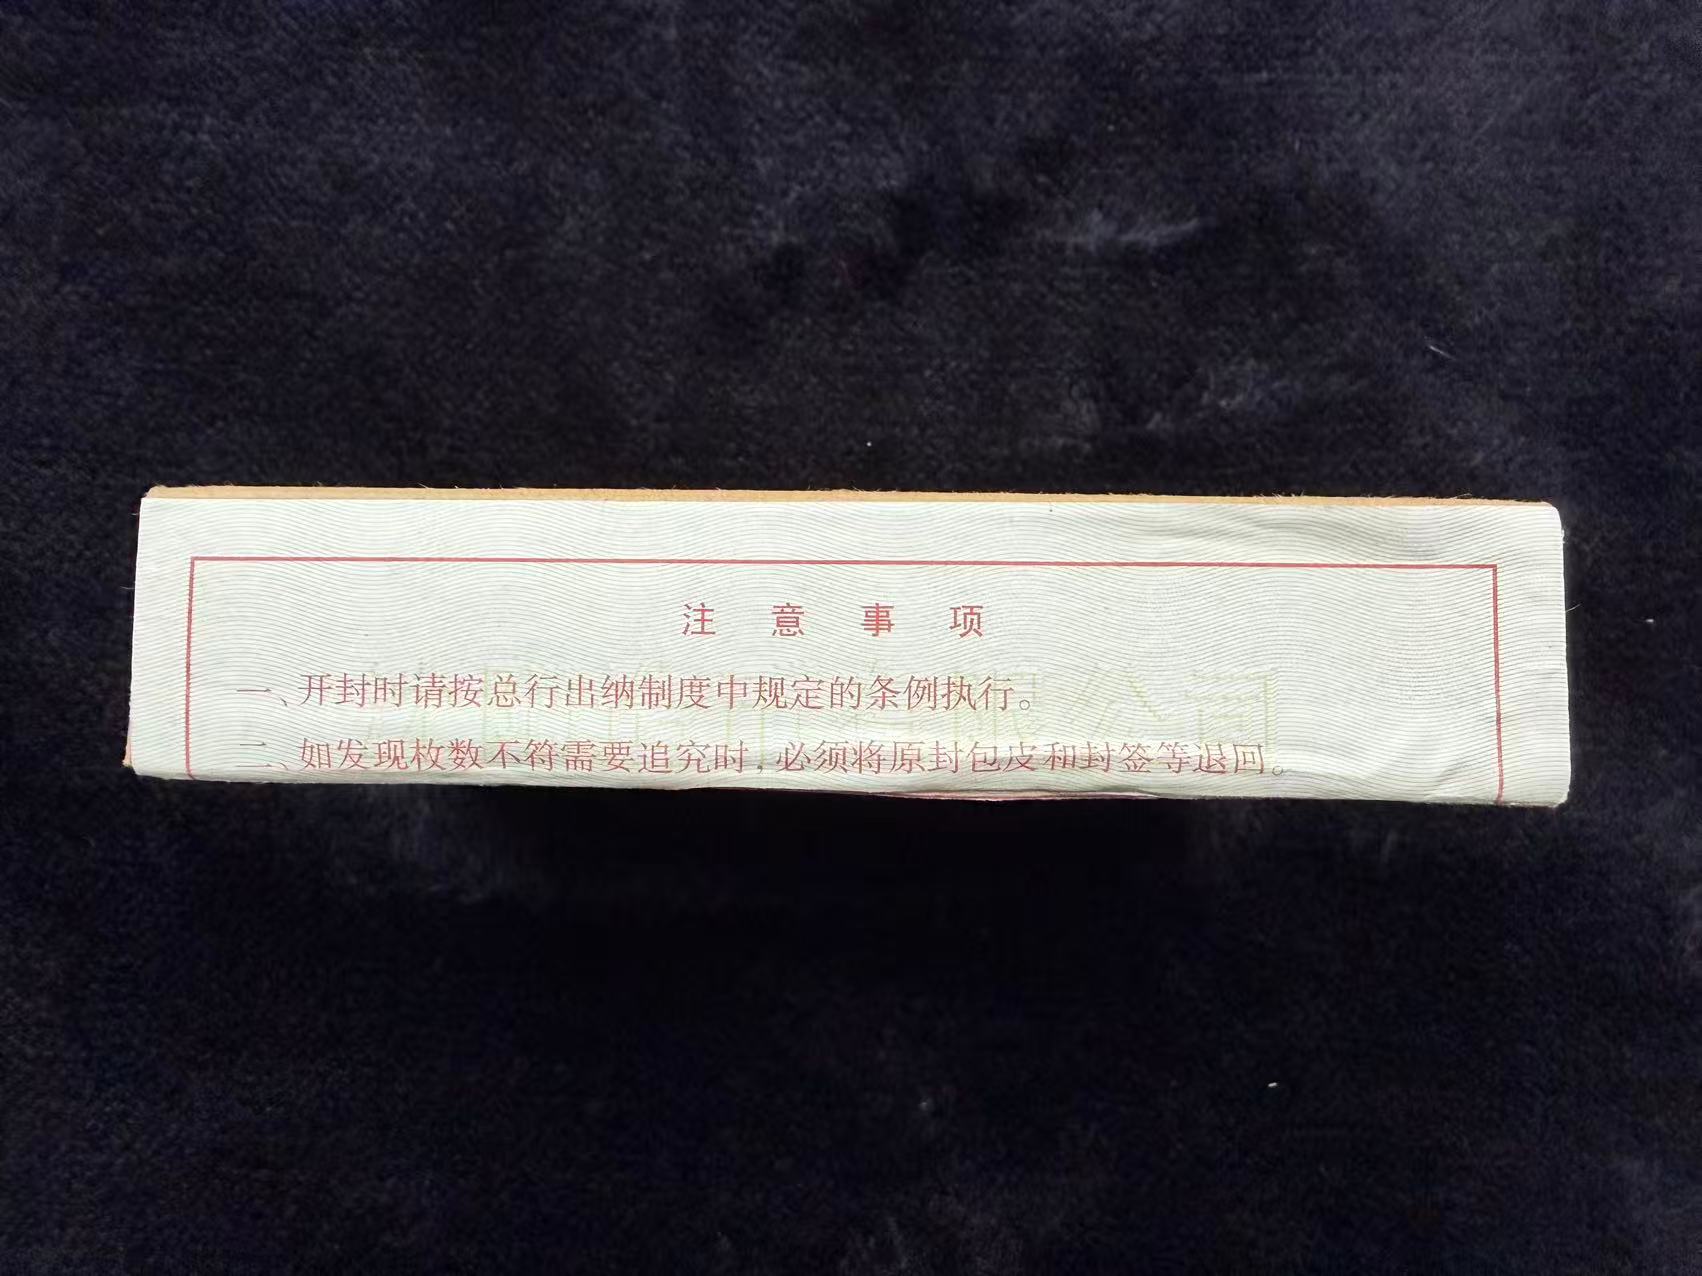 注意事项
一、开封时请按总行出纳制度中规定的条例执行。
二、如发现枚数不符需要追究时，必须将原封包皮和封签等退回。